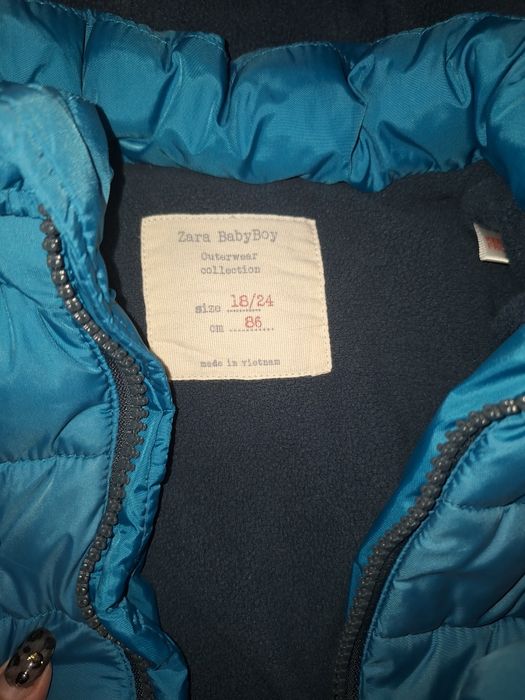 Zara BabyBoy
Outerwear
collection
size 18/24
cm 86
made in vietnam